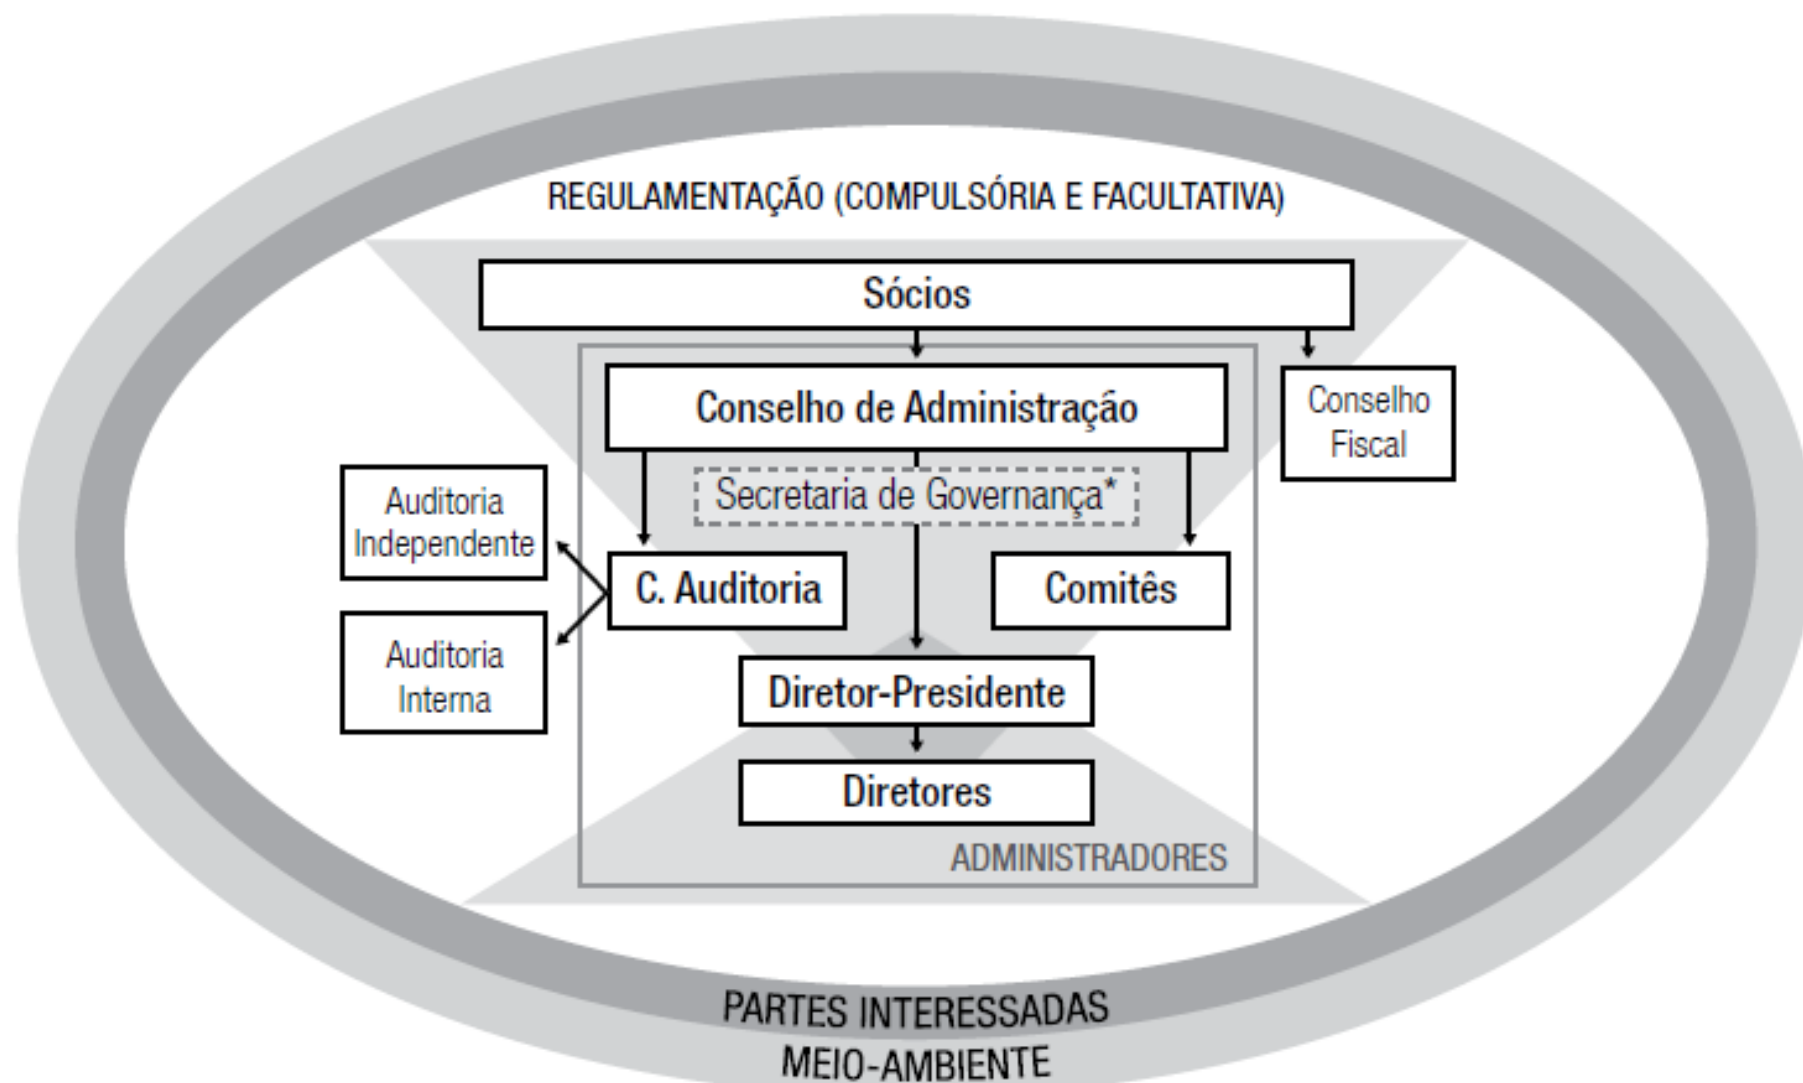 REGULAMENTAÇÃO (COMPULSÓRIA E FACULTATIVA)
Sócios
Conselho de Administração
Conselho
Fiscal
Secretaria de Governança*
Auditoria
Independente
C. Auditoria
Comitês
Auditoria
Interna
Diretor-Presidente
Diretores
ADMINISTRADORES
PARTES INTERESSADAS
MEIO-AMBIENTE